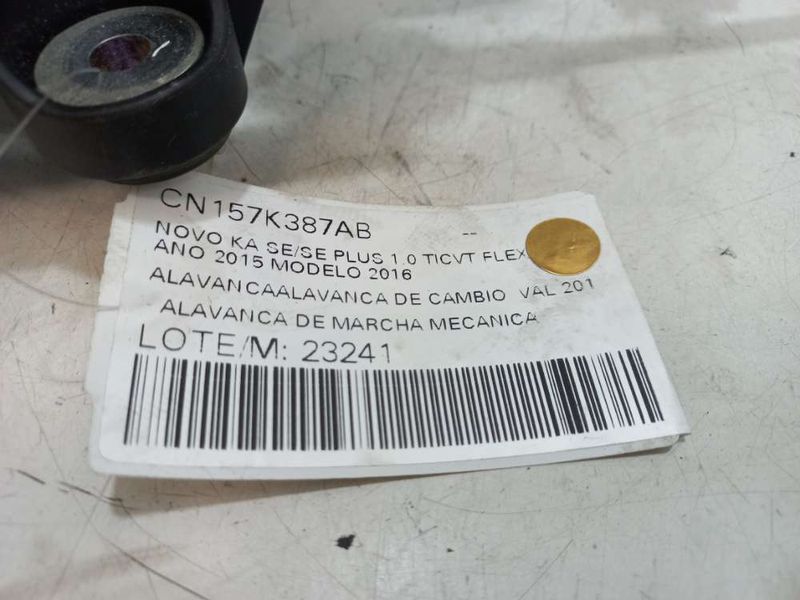 CN157K387AB --
NOVO KA SE/SE PLUS 1.0 TICVT FLEX
ANO 2015 MODELO 2016
ALAVANCAALAVANCA DE CAMBIO VAL 201
ALAVANCA DE MARCHA MECANICA
LOTE/M: 23241